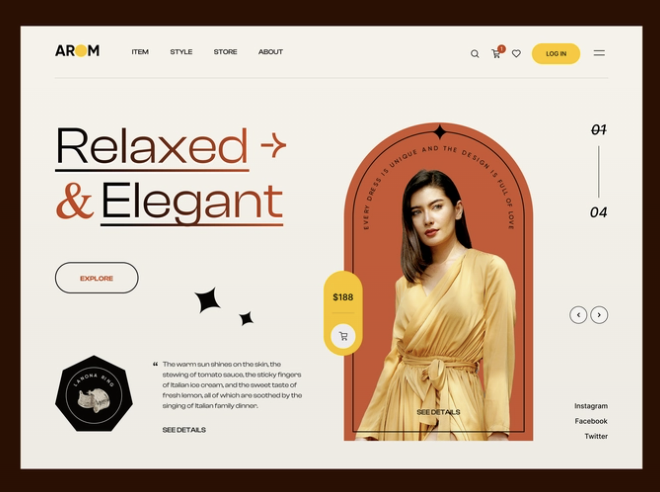 AROM
ITEM STYLE STORE ABOUT
1
LOG IN
Relaxed
& Elegant
EXPLORE
EVERY DRESS IS UNIQUE AND THE DESIGN IS FULL OF LOVE
01
04
$188
LARONA RING
“ The warm sun shines on the skin, the
stewing of tomato sauce, the sticky fingers
of Italian ice cream, and the sweet taste of
fresh lemon, all of which are soothed by the
singing of Italian family dinner.
SEE DETAILS
SEE DETAILS
Instagram
Facebook
Twitter